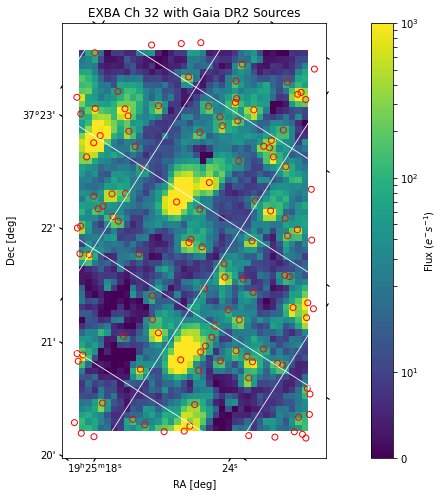 EXBA Ch 32 with Gaia DR2 Sources
37°23'
22'
21'
20'
Dec [deg]
19ʰ25ᵐ18ˢ
24ˢ
RA [deg]
10³
10²
10¹
0
Flux (e⁻s⁻¹)